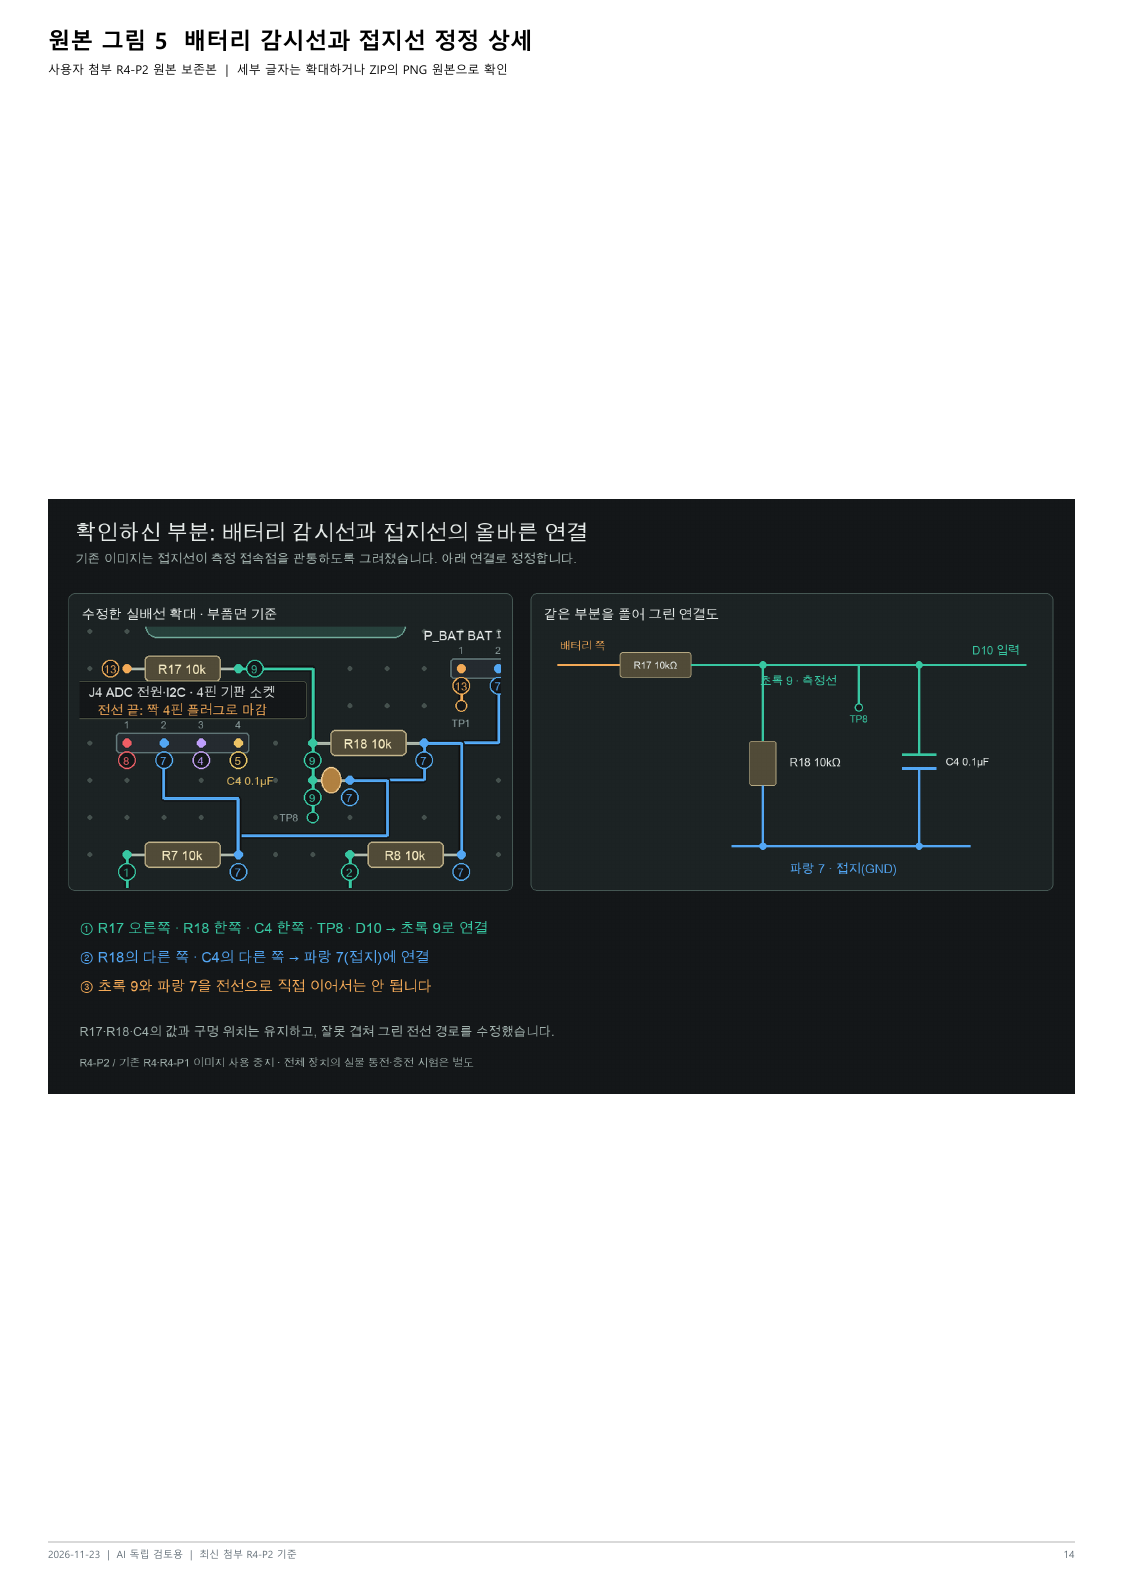 원본 그림 5 배터리 감시선과 접지선 정정 상세
사용자 첨부 R4-P2 원본 보존본 | 세부 글자는 확대하거나 ZIP의 PNG 원본으로 확인
확인하신 부분: 배터리 감시선과 접지선의 올바른 연결
기존 이미지는 접지선이 측정 접속점을 관통하도록 그려졌습니다. 아래 연결로 정정합니다.
수정한 실배선 확대 · 부품면 기준
P_BAT BAT
1 2
13 R17 10k 9
13 7
J4 ADC 전원·I2C · 4핀 기판 소켓
전선 끝: 짝 4핀 플러그로 마감
TP1
1 2 3 4
R18 10k
8 7 4 5 9 7
C4 0.1µF
9 7
TP8
R7 10k R8 10k
1 7 2 7
같은 부분을 풀어 그린 연결도
배터리 쪽
D10 입력
R17 10kΩ
초록 9 · 측정선
TP8
R18 10kΩ
C4 0.1µF
파랑 7 · 접지(GND)
① R17 오른쪽 · R18 한쪽 · C4 한쪽 · TP8 · D10 → 초록 9로 연결
② R18의 다른 쪽 · C4의 다른 쪽 → 파랑 7(접지)에 연결
③ 초록 9와 파랑 7을 전선으로 직접 이어서는 안 됩니다
R17·R18·C4의 값과 구멍 위치는 유지하고, 잘못 겹쳐 그린 전선 경로를 수정했습니다.
R4-P2 / 기존 R4·R4-P1 이미지 사용 중지 · 전체 장치의 실물 통전·충전 시험은 별도
2026-11-23 | AI 독립 검토용 | 최신 첨부 R4-P2 기준
14